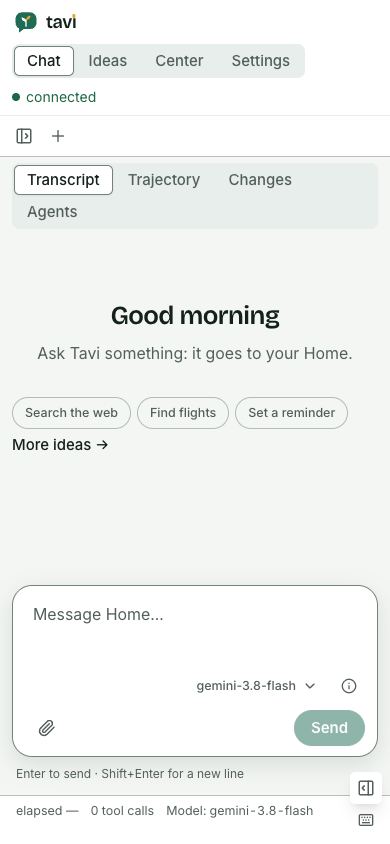 tavi
Chat Ideas Center Settings
connected
Transcript Trajectory Changes
Agents
Good morning
Ask Tavi something: it goes to your Home.
Search the web Find flights Set a reminder
More ideas →
Message Home...
gemini-3.8-flash
Send
Enter to send · Shift+Enter for a new line
elapsed — 0 tool calls Model: gemini-3.8-flash